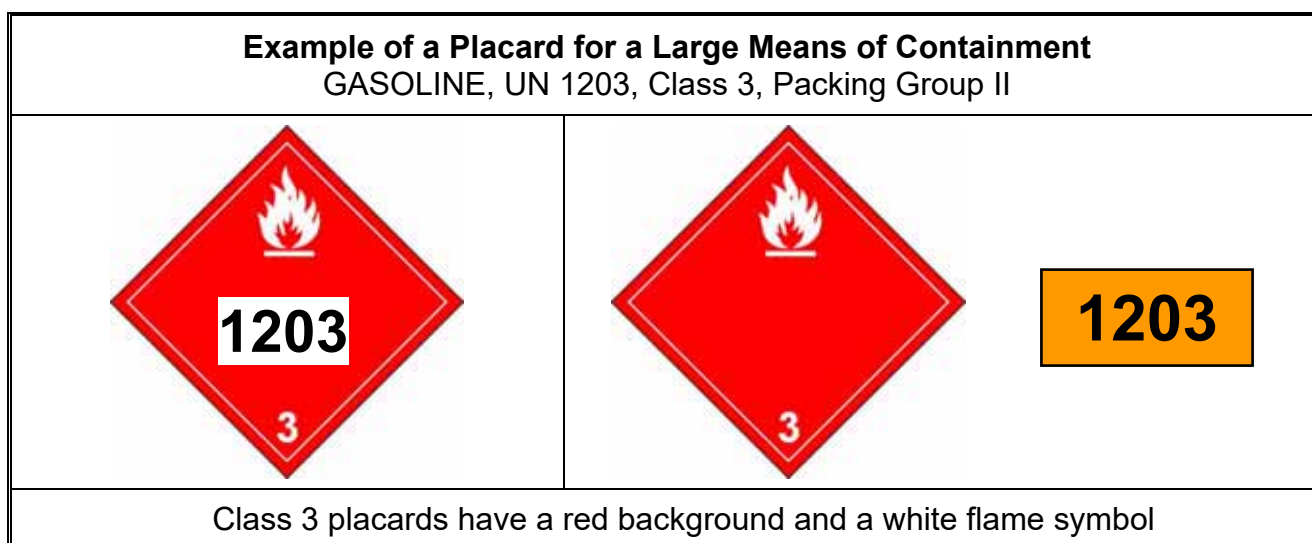 Example of a Placard for a Large Means of Containment
GASOLINE, UN 1203, Class 3, Packing Group II
1203
3
3
1203
Class 3 placards have a red background and a white flame symbol